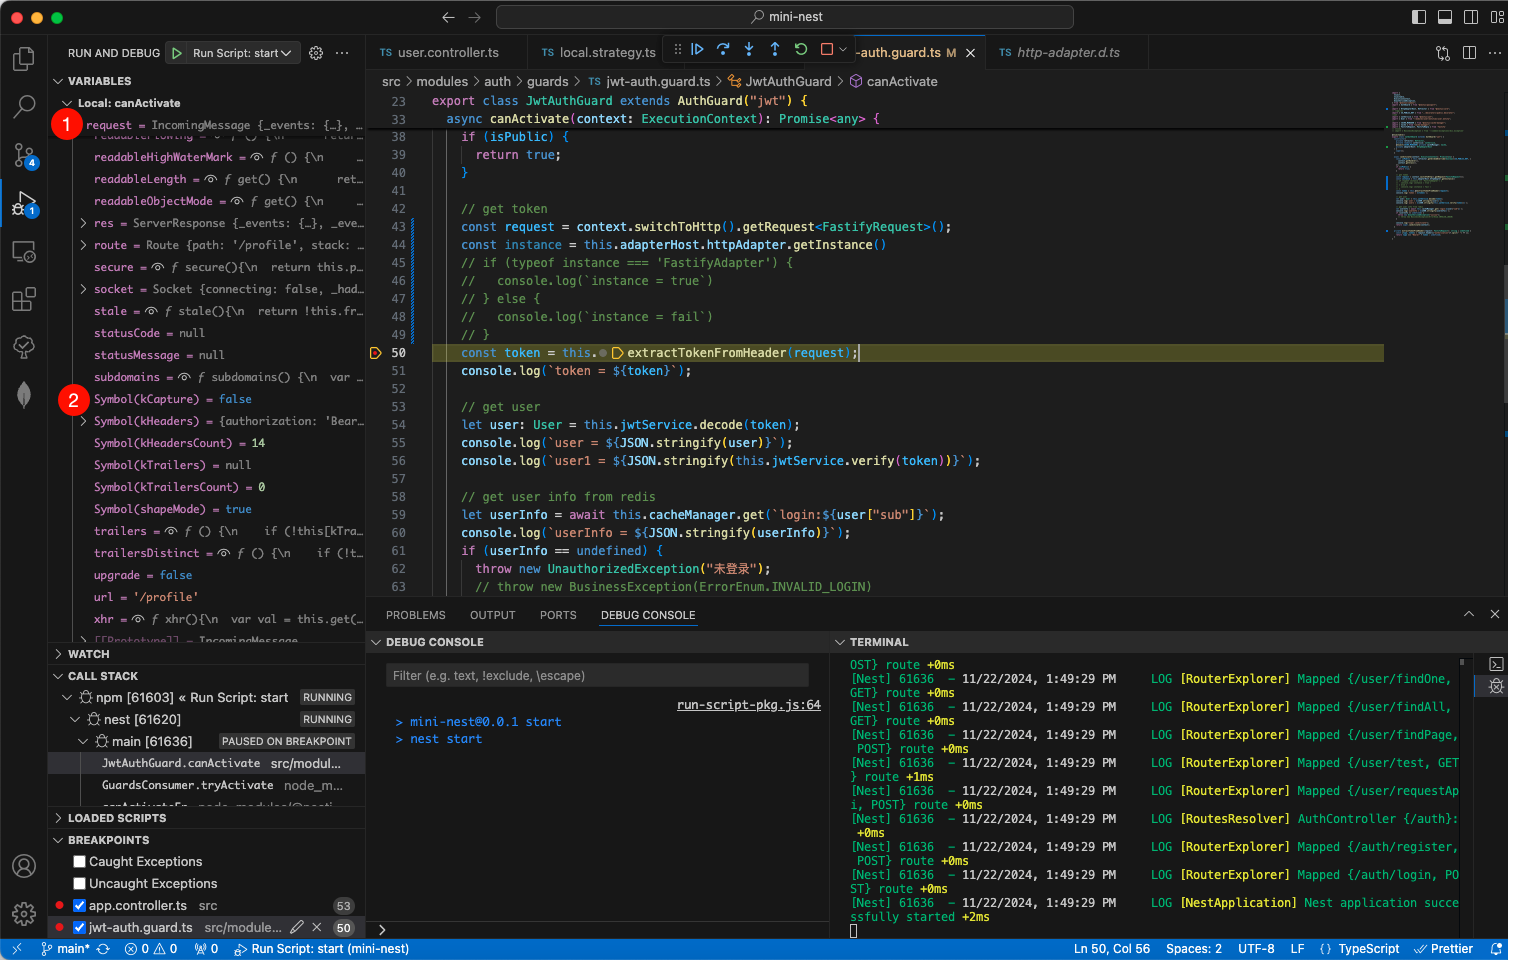 mini-nest
RUN AND DEBUG
Run Script: start
VARIABLES
Local: canActivate
1
request = IncomingMessage {_events: {…}, …
readableHighWaterMark = ƒ () {\n
readableLength = ƒ get() {\n ret…
readableObjectMode = ƒ get() {\n …
res = ServerResponse {_events: {…}, _eve…
route = Route {path: '/profile', stack: …
secure = ƒ secure(){\n return this.p…
socket = Socket {connecting: false, _had…
stale = ƒ stale(){\n return !this.fr…
statusCode = null
statusMessage = null
subdomains = ƒ subdomains() {\n var …
2
Symbol(kCapture) = false
Symbol(kHeaders) = {authorization: 'Bear…
Symbol(kHeadersCount) = 14
Symbol(kTrailers) = null
Symbol(kTrailersCount) = 0
Symbol(shapeMode) = true
trailers = ƒ () {\n if (!this[kTra…
trailersDistinct = ƒ () {\n if (!t…
upgrade = false
url = '/profile'
xhr = ƒ xhr(){\n var val = this.get(…
[[Prototype]] = IncomingMessage
WATCH
CALL STACK
npm [61603] « Run Script: start RUNNING
nest [61620] RUNNING
main [61636] PAUSED ON BREAKPOINT
JwtAuthGuard.canActivate src/modul...
GuardsConsumer.tryActivate node_m...
LOADED SCRIPTS
BREAKPOINTS
Caught Exceptions
Uncaught Exceptions
app.controller.ts src 53
jwt-auth.guard.ts src/module... 50
4
1
TS user.controller.ts
TS local.strategy.ts
-auth.guard.ts M
TS http-adapter.d.ts
src > modules > auth > guards > TS jwt-auth.guard.ts > JwtAuthGuard > canActivate
23 export class JwtAuthGuard extends AuthGuard("jwt") {
33 async canActivate(context: ExecutionContext): Promise<any> {
38 if (isPublic) {
39 return true;
40 }
41
42 // get token
43 const request = context.switchToHttp().getRequest<FastifyRequest>();
44 const instance = this.adapterHost.httpAdapter.getInstance()
45 // if (typeof instance === 'FastifyAdapter') {
46 // console.log(`instance = true`)
47 // } else {
48 // console.log(`instance = fail`)
49 // }
50 const token = this. extractTokenFromHeader(request);
51 console.log(`token = ${token}`);
52
53 // get user
54 let user: User = this.jwtService.decode(token);
55 console.log(`user = ${JSON.stringify(user)}`);
56 console.log(`user1 = ${JSON.stringify(this.jwtService.verify(token))}`);
57
58 // get user info from redis
59 let userInfo = await this.cacheManager.get(`login:${user["sub"]}`);
60 console.log(`userInfo = ${JSON.stringify(userInfo)}`);
61 if (userInfo == undefined) {
62 throw new UnauthorizedException("未登录");
63 // throw new BusinessException(ErrorEnum.INVALID_LOGIN)
PROBLEMS OUTPUT PORTS DEBUG CONSOLE
DEBUG CONSOLE
Filter (e.g. text, !exclude, \escape)
run-script-pkg.js:64
> mini-nest@0.0.1 start
> nest start
>
TERMINAL
OST} route +0ms
[Nest] 61636 - 11/22/2024, 1:49:29 PM LOG [RouterExplorer] Mapped {/user/findOne,
GET} route +0ms
[Nest] 61636 - 11/22/2024, 1:49:29 PM LOG [RouterExplorer] Mapped {/user/findAll,
GET} route +0ms
[Nest] 61636 - 11/22/2024, 1:49:29 PM LOG [RouterExplorer] Mapped {/user/findPage,
POST} route +0ms
[Nest] 61636 - 11/22/2024, 1:49:29 PM LOG [RouterExplorer] Mapped {/user/test, GET
} route +1ms
[Nest] 61636 - 11/22/2024, 1:49:29 PM LOG [RouterExplorer] Mapped {/user/requestAp
i, POST} route +0ms
[Nest] 61636 - 11/22/2024, 1:49:29 PM LOG [RoutesResolver] AuthController {/auth}:
+0ms
[Nest] 61636 - 11/22/2024, 1:49:29 PM LOG [RouterExplorer] Mapped {/auth/register,
POST} route +0ms
[Nest] 61636 - 11/22/2024, 1:49:29 PM LOG [RouterExplorer] Mapped {/auth/login, PO
ST} route +0ms
[Nest] 61636 - 11/22/2024, 1:49:29 PM LOG [NestApplication] Nest application succe
ssfully started +2ms
main* 0 0 0 Run Script: start (mini-nest)
Ln 50, Col 56 Spaces: 2 UTF-8 LF {} TypeScript Prettier